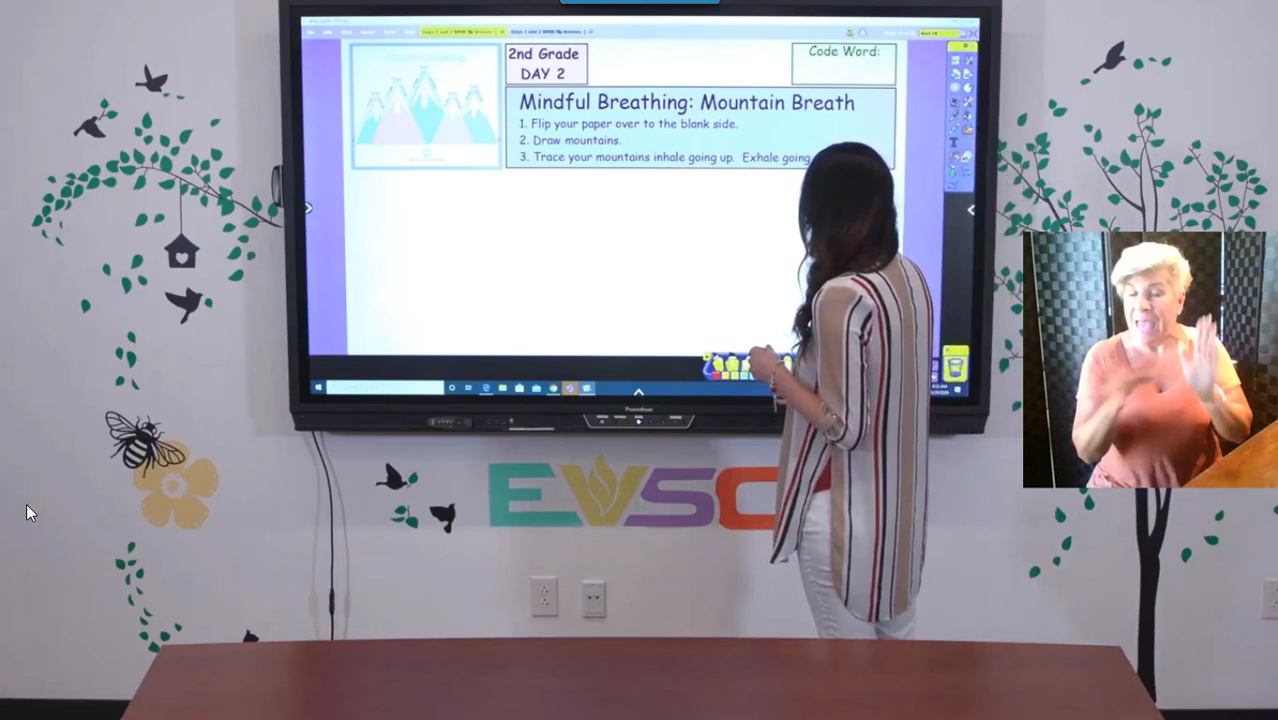 2nd Grade
DAY 2
Code Word:
Mindful Breathing: Mountain Breath
1. Flip your paper over to the blank side.
2. Draw mountains.
3. Trace your mountains inhale going up. Exhale going
Promethean
EVSC